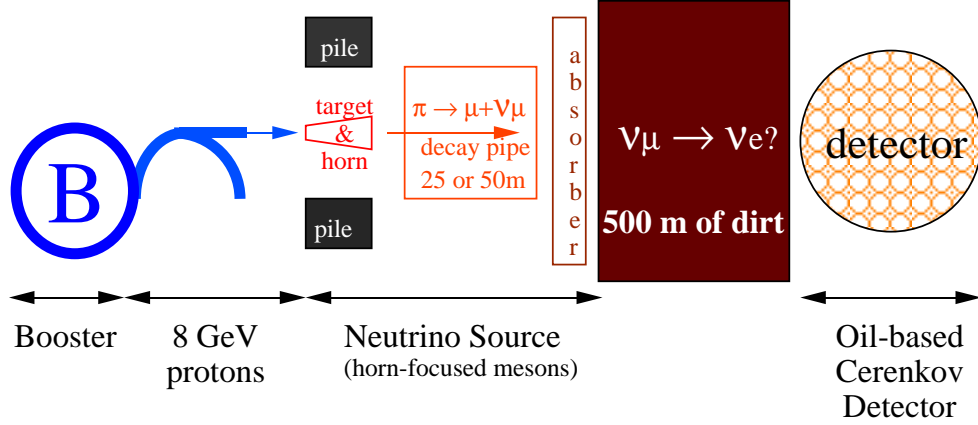 B
pile
target
&
horn
pile
π → μ+νμ
decay pipe
25 or 50m
absorber
νμ → νe?
500 m of dirt
detector
Booster
8 GeV
protons
Neutrino Source
(horn-focused mesons)
Oil-based
Cerenkov
Detector